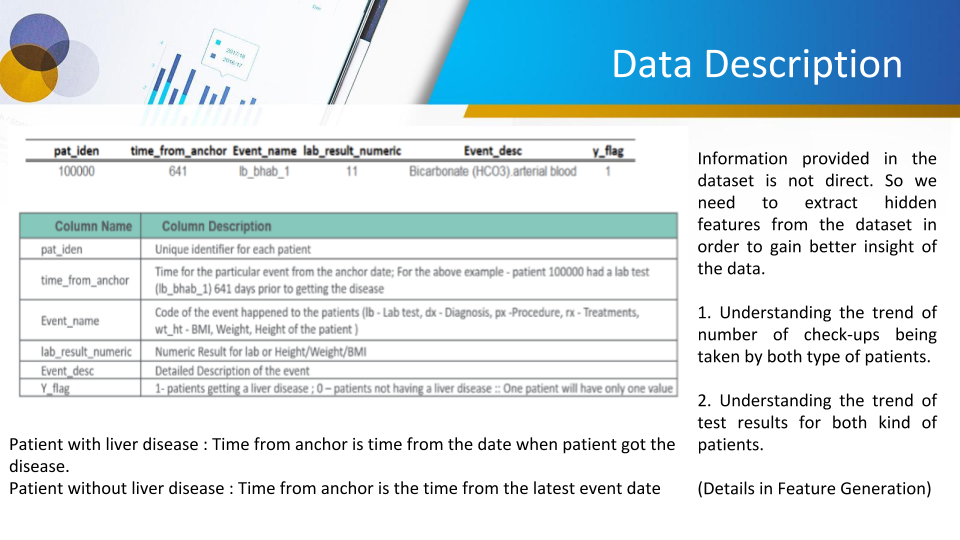 Data Description
2017/18
2016/17
pat_iden time_from_anchor Event_name lab_result_numeric Event_desc y_flag
100000 641 lb_bhab_1 11 Bicarbonate (HCO3).arterial blood 1
Column Name Column Description
pat_iden Unique identifier for each patient
time_from_anchor Time for the particular event from the anchor date; For the above example - patient 100000 had a lab test
(lb_bhab_1) 641 days prior to getting the disease
Event_name Code of the event happened to the patients (lb - Lab test, dx - Diagnosis, px -Procedure, rx - Treatments,
wt_ht - BMI, Weight, Height of the patient )
lab_result_numeric Numeric Result for lab or Height/Weight/BMI
Event_desc Detailed Description of the event
Y_flag 1- patients getting a liver disease ; 0 – patients not having a liver disease :: One patient will have only one value
Patient with liver disease : Time from anchor is time from the date when patient got the
disease.
Patient without liver disease : Time from anchor is the time from the latest event date
Information provided in the
dataset is not direct. So we
need to extract hidden
features from the dataset in
order to gain better insight of
the data.
1. Understanding the trend of
number of check-ups being
taken by both type of patients.
2. Understanding the trend of
test results for both kind of
patients.
(Details in Feature Generation)